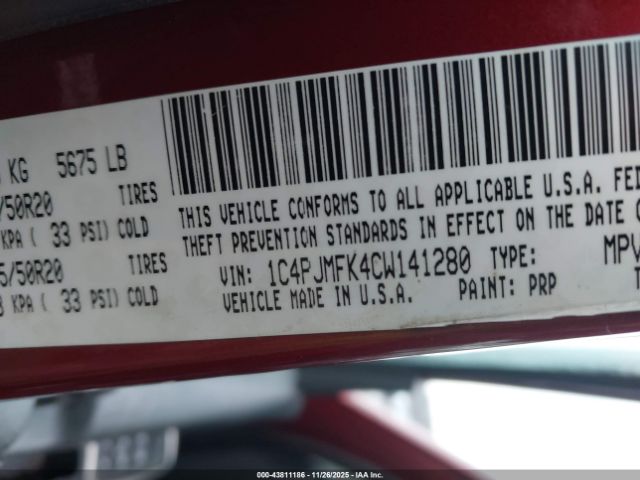 KG 5675 LB
/50R20 TIRES
KPA ( 33 PSI) COLD
5/50R20 TIRES
KPA ( 33 PSI) COLD
THIS VEHICLE CONFORMS TO ALL APPLICABLE U.S.A. FED
THEFT PREVENTION STANDARDS IN EFFECT ON THE DATE O
VIN: 1C4PJMFK4CW141280 TYPE: MPV
VEHICLE MADE IN U.S.A. PAINT: PRP
000-43811186 - 11/26/2025 - IAA Inc.